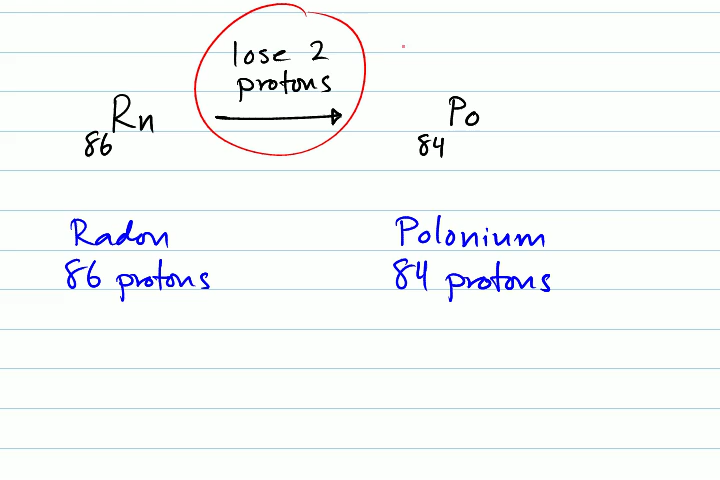 lose 2
protons
86Rn
84Po
Radon
86 protons
Polonium
84 protons